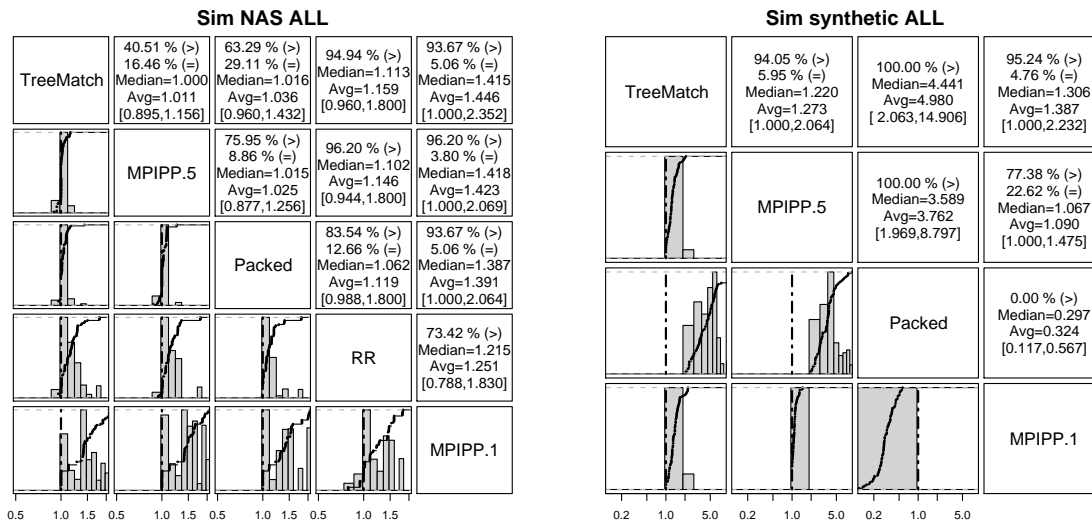 Sim NAS ALL
TreeMatch
40.51 % (>)
16.46 % (=)
Median=1.000
Avg=1.011
[0.895,1.156]
63.29 % (>)
29.11 % (=)
Median=1.016
Avg=1.036
[0.960,1.432]
94.94 % (>)
Median=1.113
Avg=1.159
[0.960,1.800]
93.67 % (>)
5.06 % (=)
Median=1.415
Avg=1.446
[1.000,2.352]
MPIPP.5
75.95 % (>)
8.86 % (=)
Median=1.015
Avg=1.025
[0.877,1.256]
96.20 % (>)
Median=1.102
Avg=1.146
[0.944,1.800]
96.20 % (>)
3.80 % (=)
Median=1.418
Avg=1.423
[1.000,2.069]
Packed
83.54 % (>)
12.66 % (=)
Median=1.062
Avg=1.119
[0.988,1.800]
93.67 % (>)
5.06 % (=)
Median=1.387
Avg=1.391
[1.000,2.064]
RR
73.42 % (>)
Median=1.215
Avg=1.251
[0.788,1.830]
MPIPP.1
0.5 1.0 1.5 0.5 1.0 1.5 0.5 1.0 1.5 0.5 1.0 1.5
Sim synthetic ALL
TreeMatch
94.05 % (>)
5.95 % (=)
Median=1.220
Avg=1.273
[1.000,2.064]
100.00 % (>)
Median=4.441
Avg=4.980
[ 2.063,14.906]
95.24 % (>)
4.76 % (=)
Median=1.306
Avg=1.387
[1.000,2.232]
MPIPP.5
100.00 % (>)
Median=3.589
Avg=3.762
[1.969,8.797]
77.38 % (>)
22.62 % (=)
Median=1.067
Avg=1.090
[1.000,1.475]
Packed
0.00 % (>)
Median=0.297
Avg=0.324
[0.117,0.567]
MPIPP.1
0.2 1.0 5.0 0.2 1.0 5.0 0.2 1.0 5.0